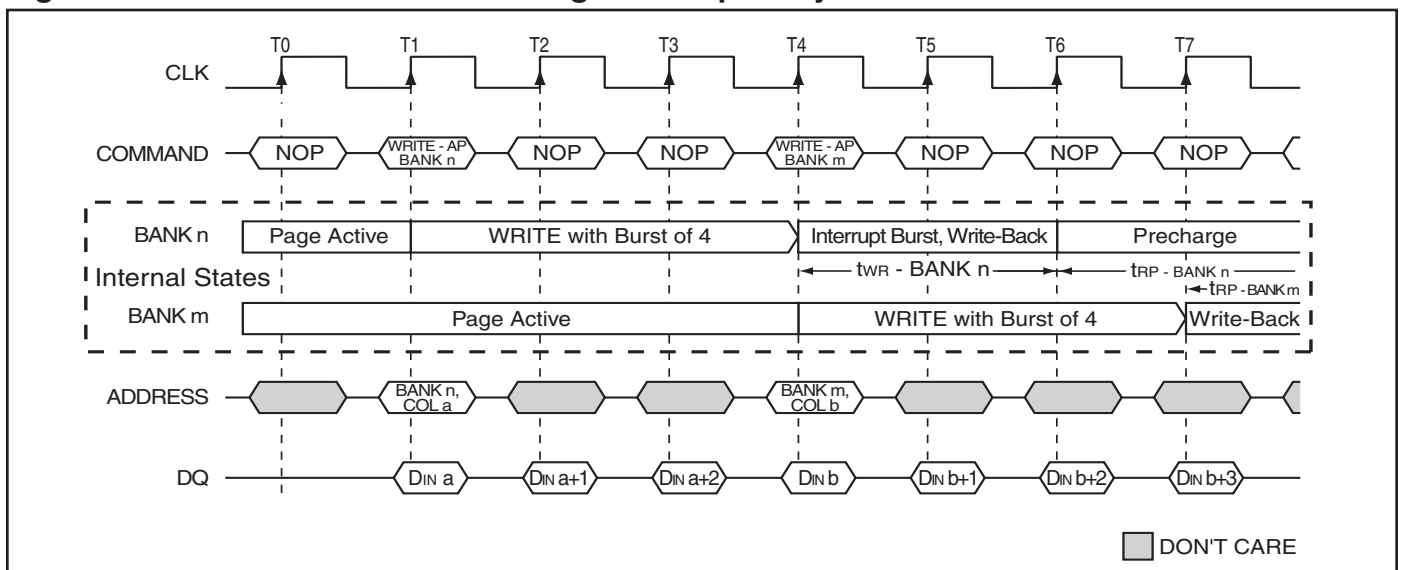 T0 T1 T2 T3 T4 T5 T6 T7
CLK
COMMAND NOP WRITE - AP BANK n NOP NOP WRITE - AP BANK m NOP NOP NOP
BANK n Page Active WRITE with Burst of 4 Interrupt Burst, Write-Back Precharge
tWR - BANK n tRP - BANK n
Internal States
tRP - BANK m
BANK m Page Active WRITE with Burst of 4 Write-Back
ADDRESS BANK n, COL a BANK m, COL b
DQ DIN a DIN a+1 DIN a+2 DIN b DIN b+1 DIN b+2 DIN b+3
DON'T CARE